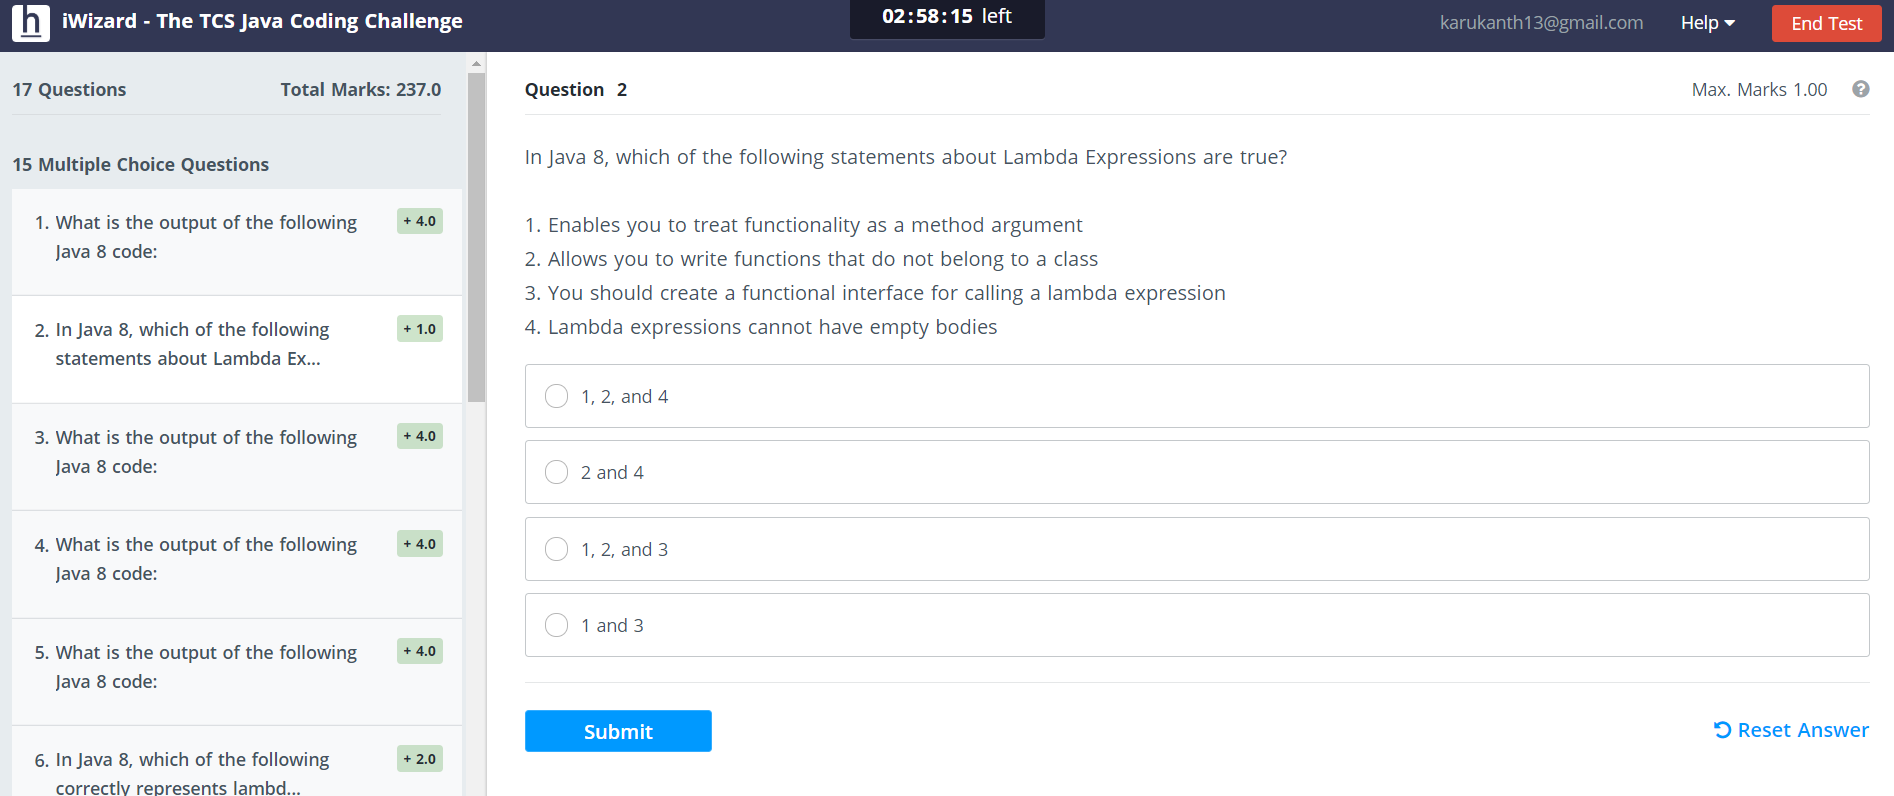 h iWizard - The TCS Java Coding Challenge
02:58:15 left
karukanth13@gmail.com Help End Test
17 Questions Total Marks: 237.0
15 Multiple Choice Questions
1. What is the output of the following Java 8 code: + 4.0
2. In Java 8, which of the following statements about Lambda Ex... + 1.0
3. What is the output of the following Java 8 code: + 4.0
4. What is the output of the following Java 8 code: + 4.0
5. What is the output of the following Java 8 code: + 4.0
6. In Java 8, which of the following correctly represents lambd... + 2.0
Question 2 Max. Marks 1.00 ?
In Java 8, which of the following statements about Lambda Expressions are true?
1. Enables you to treat functionality as a method argument
2. Allows you to write functions that do not belong to a class
3. You should create a functional interface for calling a lambda expression
4. Lambda expressions cannot have empty bodies
1, 2, and 4
2 and 4
1, 2, and 3
1 and 3
Submit Reset Answer